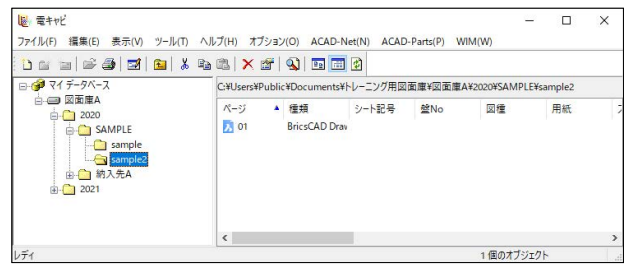 電キャビ
ファイル(F) 編集(E) 表示(V) ツール(T) ヘルプ(H) オプション(O) ACAD-Net(N) ACAD-Parts(P) WIM(W)
マイ データベース
図面庫A
2020
SAMPLE
sample
sample2
納入先A
2021
C:¥Users¥Public¥Documents¥トレーニング用図面庫¥図面庫A¥2020¥SAMPLE¥sample2
ページ 種類 シート記号 盤No 図種 用紙
01 BricsCAD Draw
レディ 1 個のオブジェクト